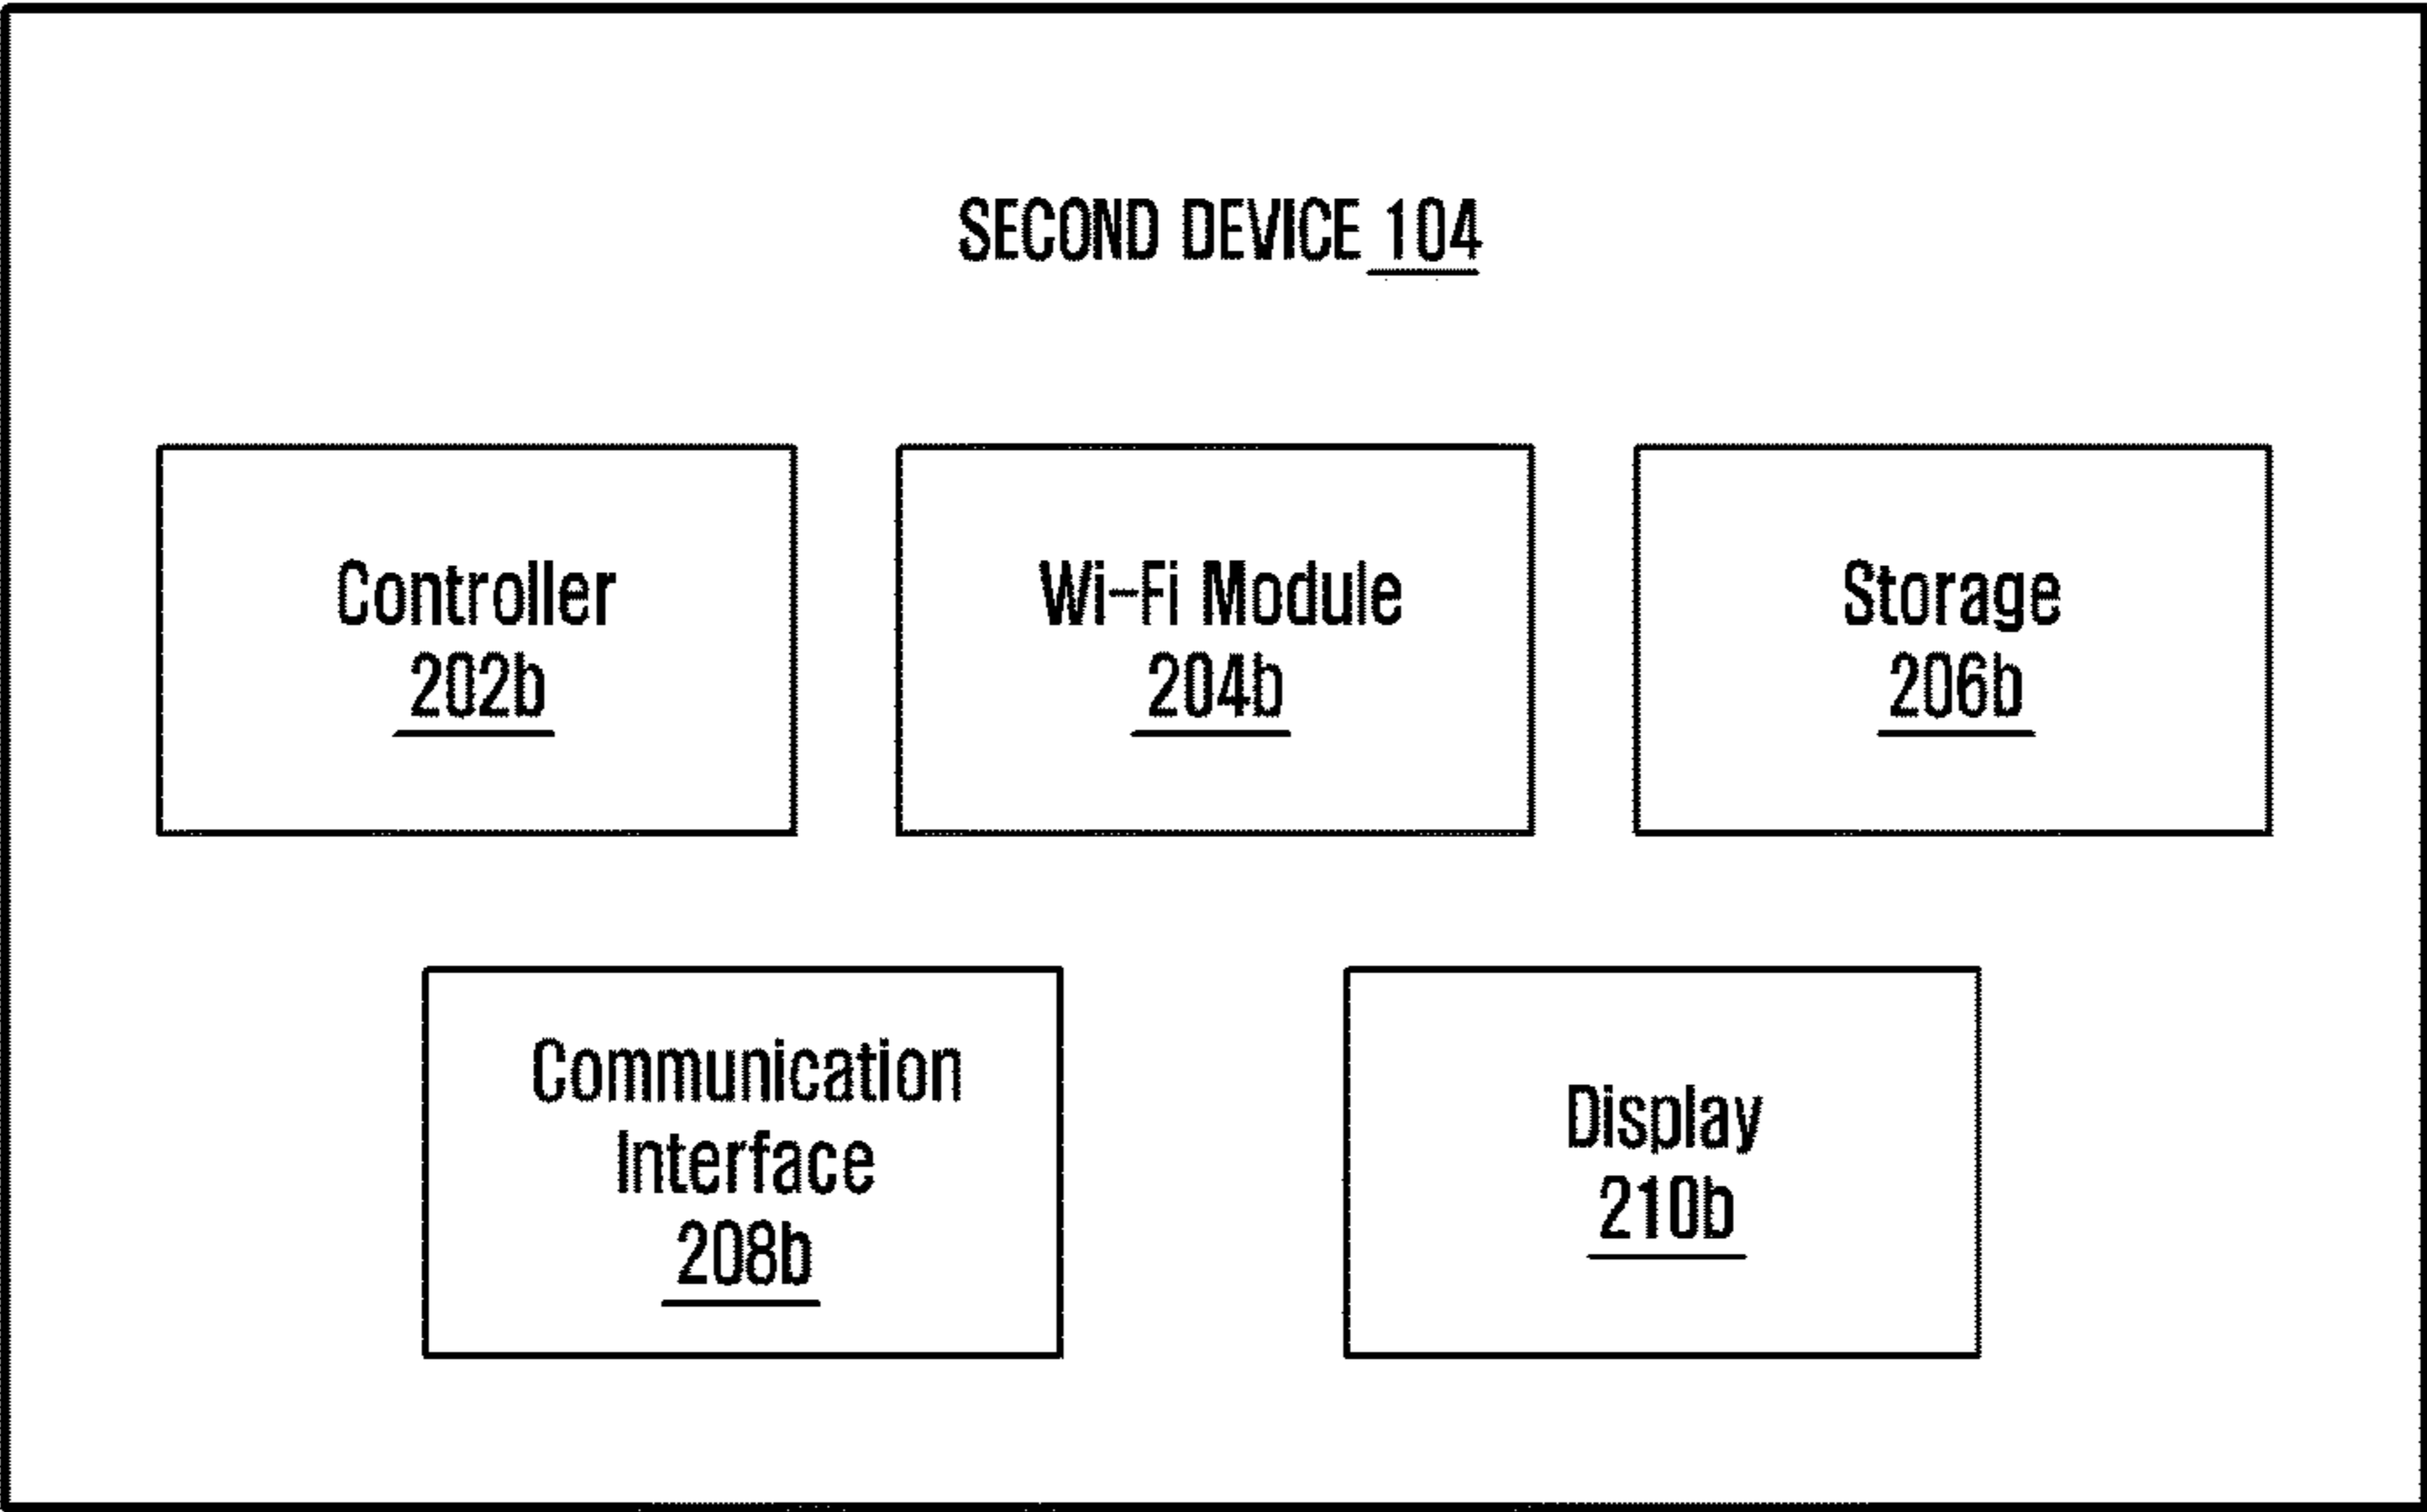 SECOND DEVICE 104
Controller
202b
Wi-Fi Module
204b
Storage
206b
Communication
Interface
208b
Display
210b